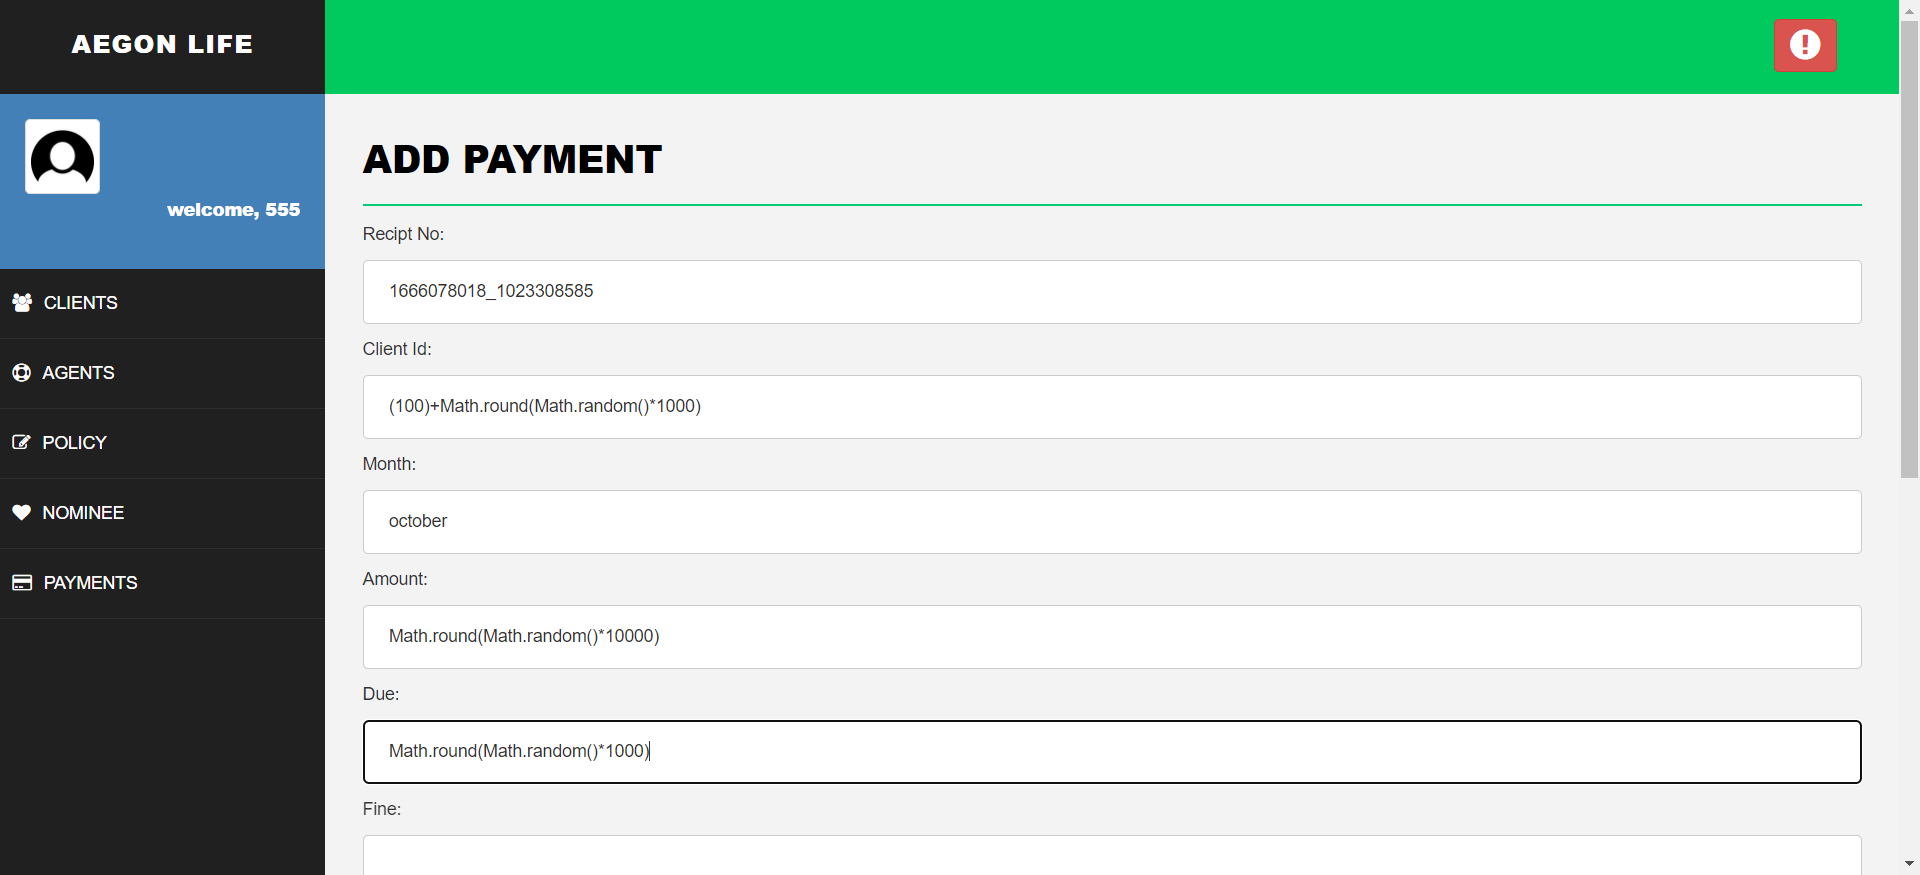 AEGON LIFE
welcome, 555
CLIENTS
AGENTS
POLICY
NOMINEE
PAYMENTS
ADD PAYMENT
Recipt No:
1666078018_1023308585
Client Id:
(100)+Math.round(Math.random()*1000)
Month:
october
Amount:
Math.round(Math.random()*10000)
Due:
Math.round(Math.random()*1000)
Fine: